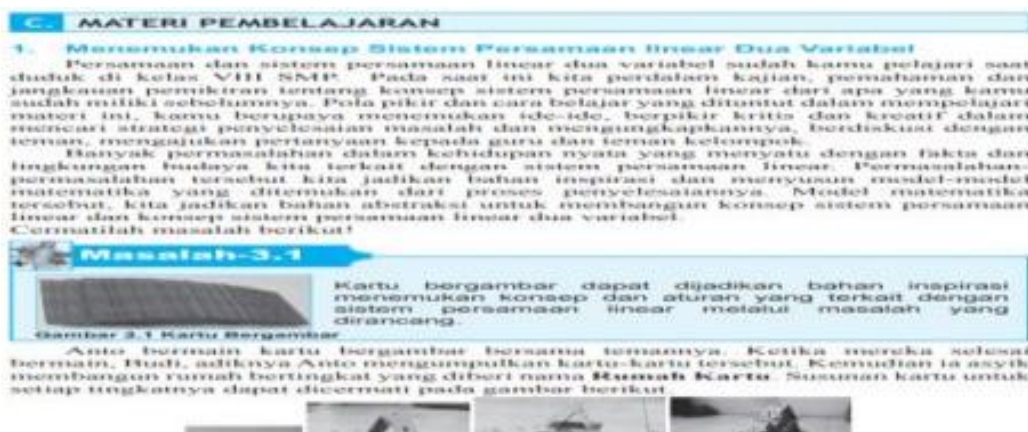 C. MATERI PEMBELAJARAN
1. Menemukan Konsep Sistem Persamaan linear Dua Variabel
Persamaan dan sistem persamaan linear dua variabel sudah kamu pelajari saat
duduk di kelas VIII SMP. Pada saat ini kita perdalam kajian, pemahaman dan
jangkauan pemikiran tentang konsep sistem persamaan linear dari apa yang kamu
sudah miliki sebelumnya. Pola pikir dan cara belajar yang dituntut dalam mempelajari
materi ini, kamu berupaya menemukan ide-ide, berpikir kritis dan kreatif dalam
mencari strategi penyelesaian masalah dan mengungkapkannya, berdiskusi dengan
teman, mengajukan pertanyaan kepada guru dan teman kelompok.
Banyak permasalahan dalam kehidupan nyata yang menyatu dengan fakta dan
lingkungan budaya kita terkait dengan sistem persamaan linear. Permasalahan-
permasalahan tersebut kita jadikan bahan inspirasi dan menyusun model-model
matematika yang ditemukan dari proses penyelesaiannya. Model matematika
tersebut, kita jadikan bahan abstraksi untuk membangun konsep sistem persamaan
linear dan konsep sistem persamaan linear dua variabel.
Cermatilah masalah berikut!
Masalah-3.1
Kartu bergambar dapat dijadikan bahan inspirasi
menemukan konsep dan aturan yang terkait dengan
sistem persamaan linear melalui masalah yang
dirancang.
Gambar 3.1 Kartu Bergambar
Anto bermain kartu bergambar bersama temannya. Ketika mereka selesai
bermain, Budi, adiknya Anto mengumpulkan kartu-kartu tersebut. Kemudian ia asyik
membangun rumah bertingkat yang diberi nama Rumah Kartu. Susunan kartu untuk
setiap tingkatnya dapat dicermati pada gambar berikut